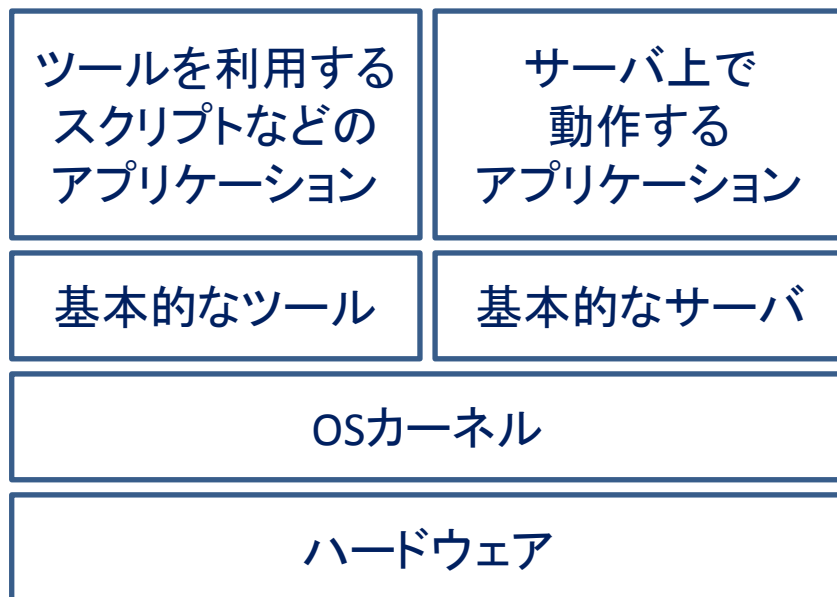 ツールを利用する
スクリプトなどの
アプリケーション
サーバ上で
動作する
アプリケーション
基本的なツール
基本的なサーバ
OSカーネル
ハードウェア